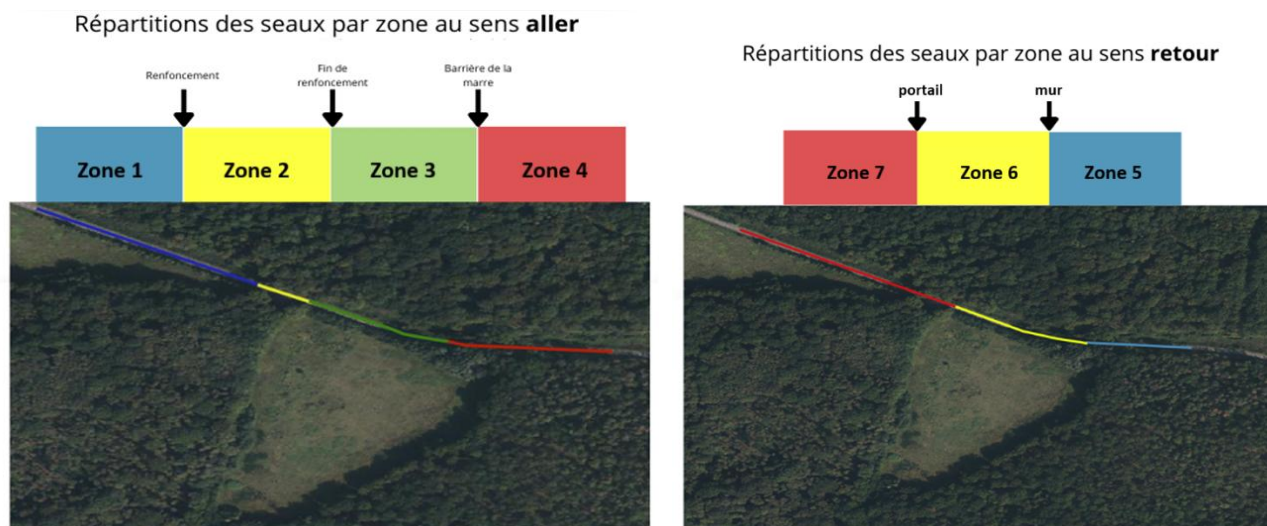 Répartitions des seaux par zone au sens aller
Renfoncement
Fin de
renfoncement
Barrière de la
marre
Zone 1
Zone 2
Zone 3
Zone 4
Répartitions des seaux par zone au sens retour
portail
mur
Zone 7
Zone 6
Zone 5